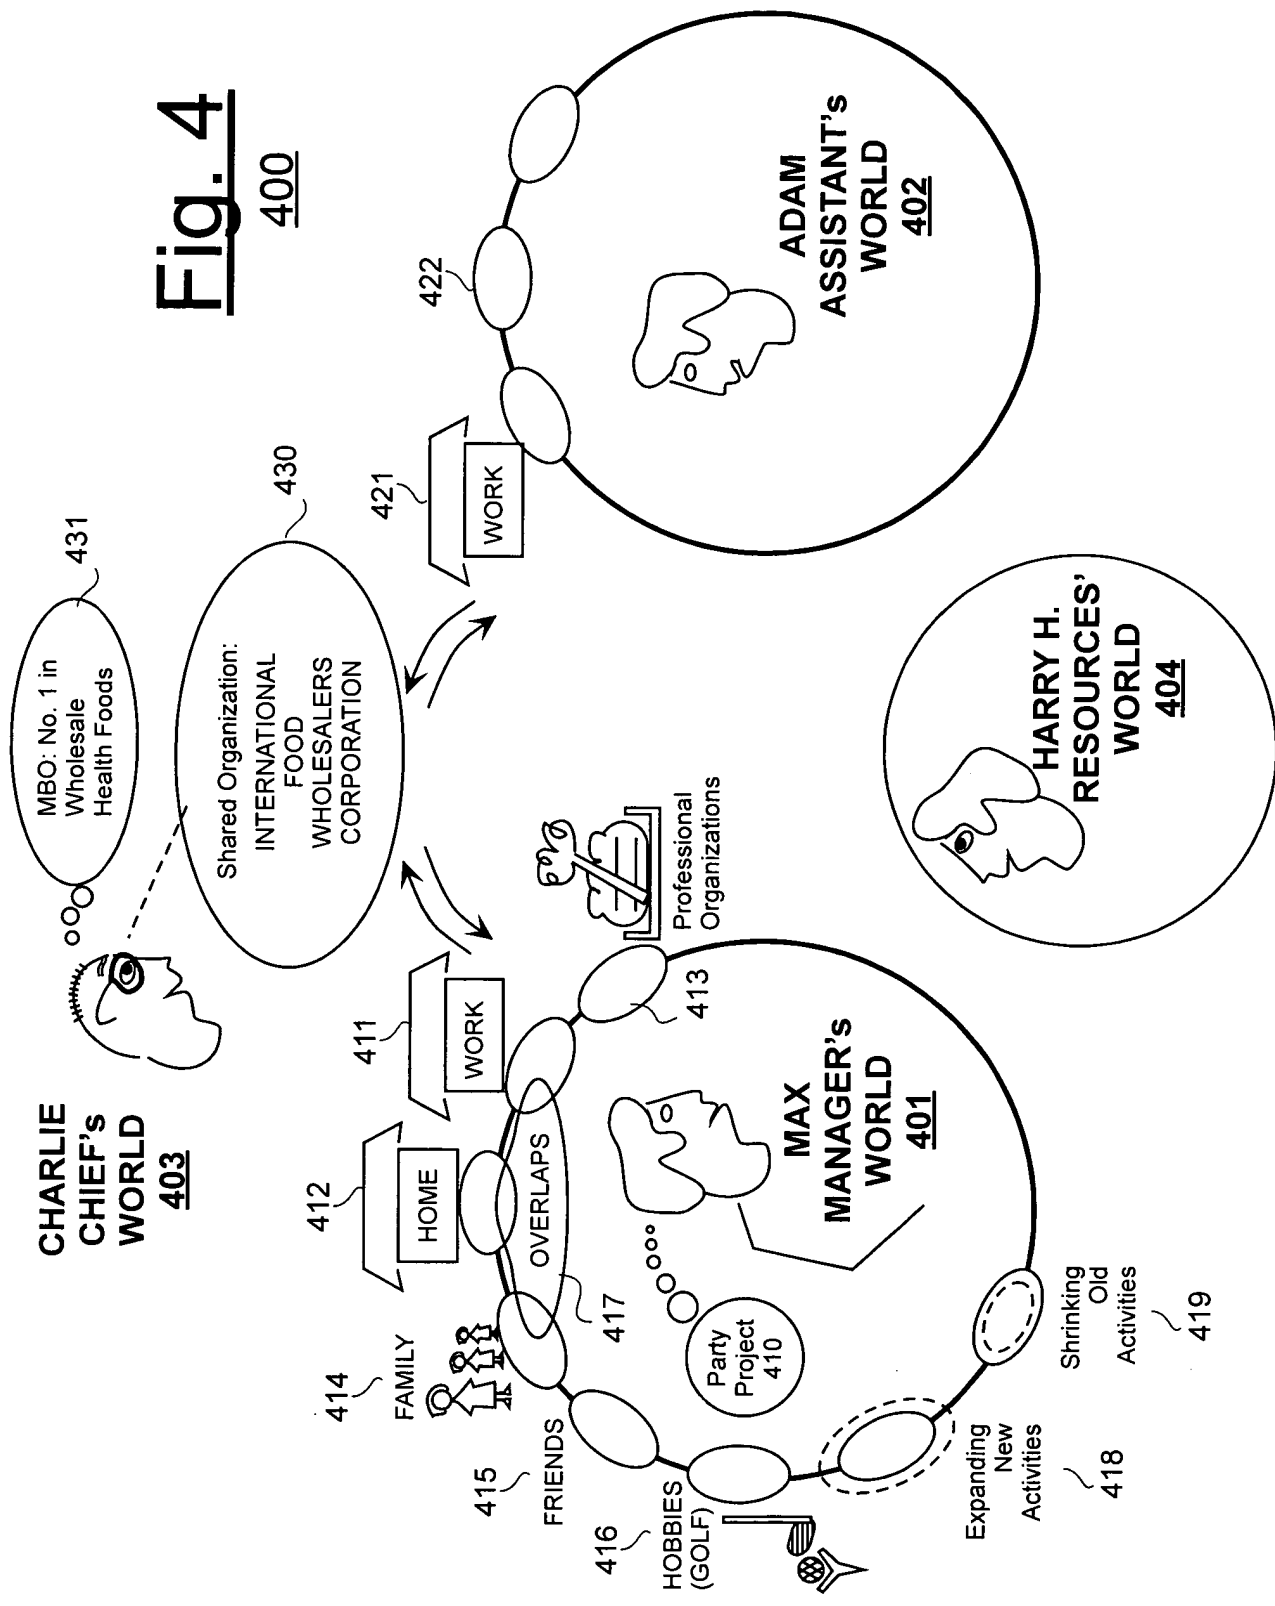 Fig. 4
400
CHARLIE
CHIEF's
WORLD
403
MBO: No. 1 in
Wholesale
Health Foods
431
Shared Organization:
INTERNATIONAL
FOOD
WHOLESALERS
CORPORATION
430
412
HOME
411
WORK
421
WORK
422
414
FAMILY
415
FRIENDS
416
HOBBIES
(GOLF)
OVERLAPS
417
413
Professional
Organizations
Party
Project
410
MAX
MANAGER's
WORLD
401
ADAM
ASSISTANT's
WORLD
402
HARRY H.
RESOURCES'
WORLD
404
Expanding
New
Activities
418
Shrinking
Old
Activities
419